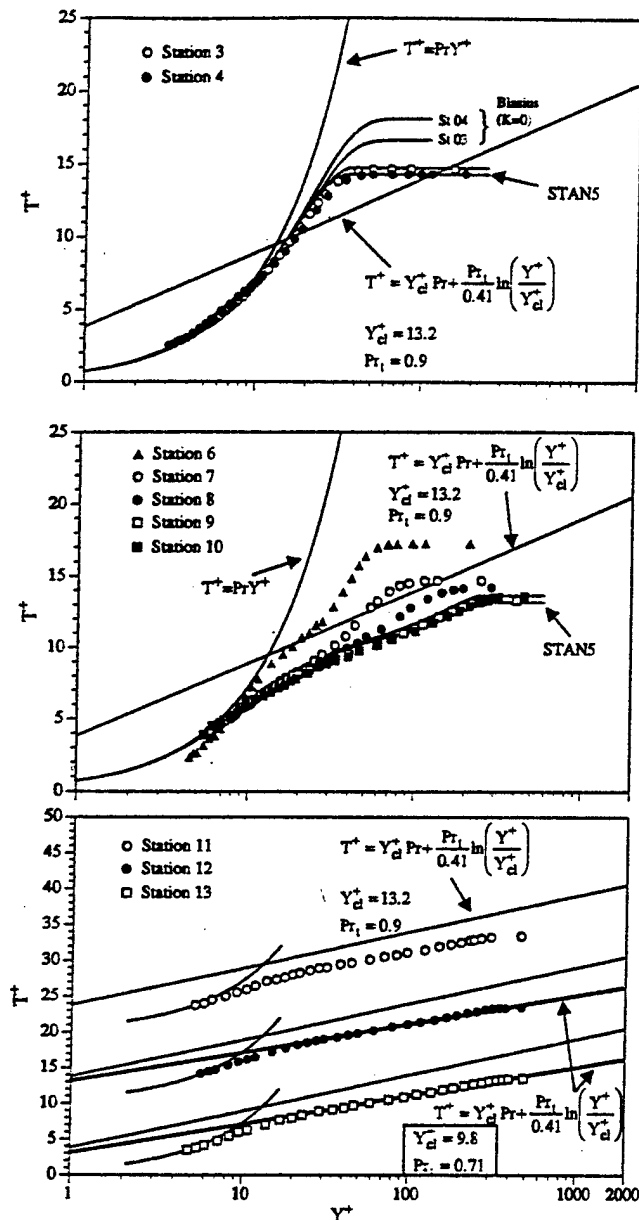 25
20
15
10
5
0
T⁺
○ Station 3
● Station 4
T⁺=PrY⁺
St 04
St 03
Blasius
(K=0)
STAN5
T⁺ = Y⁺cl Pr + Prt/0.41 ln(Y⁺/Y⁺cl)
Y⁺cl = 13.2
Prt = 0.9
25
20
15
10
5
0
T⁺
▲ Station 6
○ Station 7
● Station 8
□ Station 9
■ Station 10
T⁺ = Y⁺cl Pr + Prt/0.41 ln(Y⁺/Y⁺cl)
Y⁺cl = 13.2
Prt = 0.9
T⁺=PrY⁺
STAN5
50
45
40
35
30
25
20
15
10
5
0
T⁺
○ Station 11
● Station 12
□ Station 13
T⁺ = Y⁺cl Pr + Prt/0.41 ln(Y⁺/Y⁺cl)
Y⁺cl = 13.2
Prt = 0.9
T⁺ = Y⁺cl Pr + Prt/0.41 ln(Y⁺/Y⁺cl)
Y⁺cl = 9.8
Prt = 0.71
1 10 100 1000 2000
Y⁺